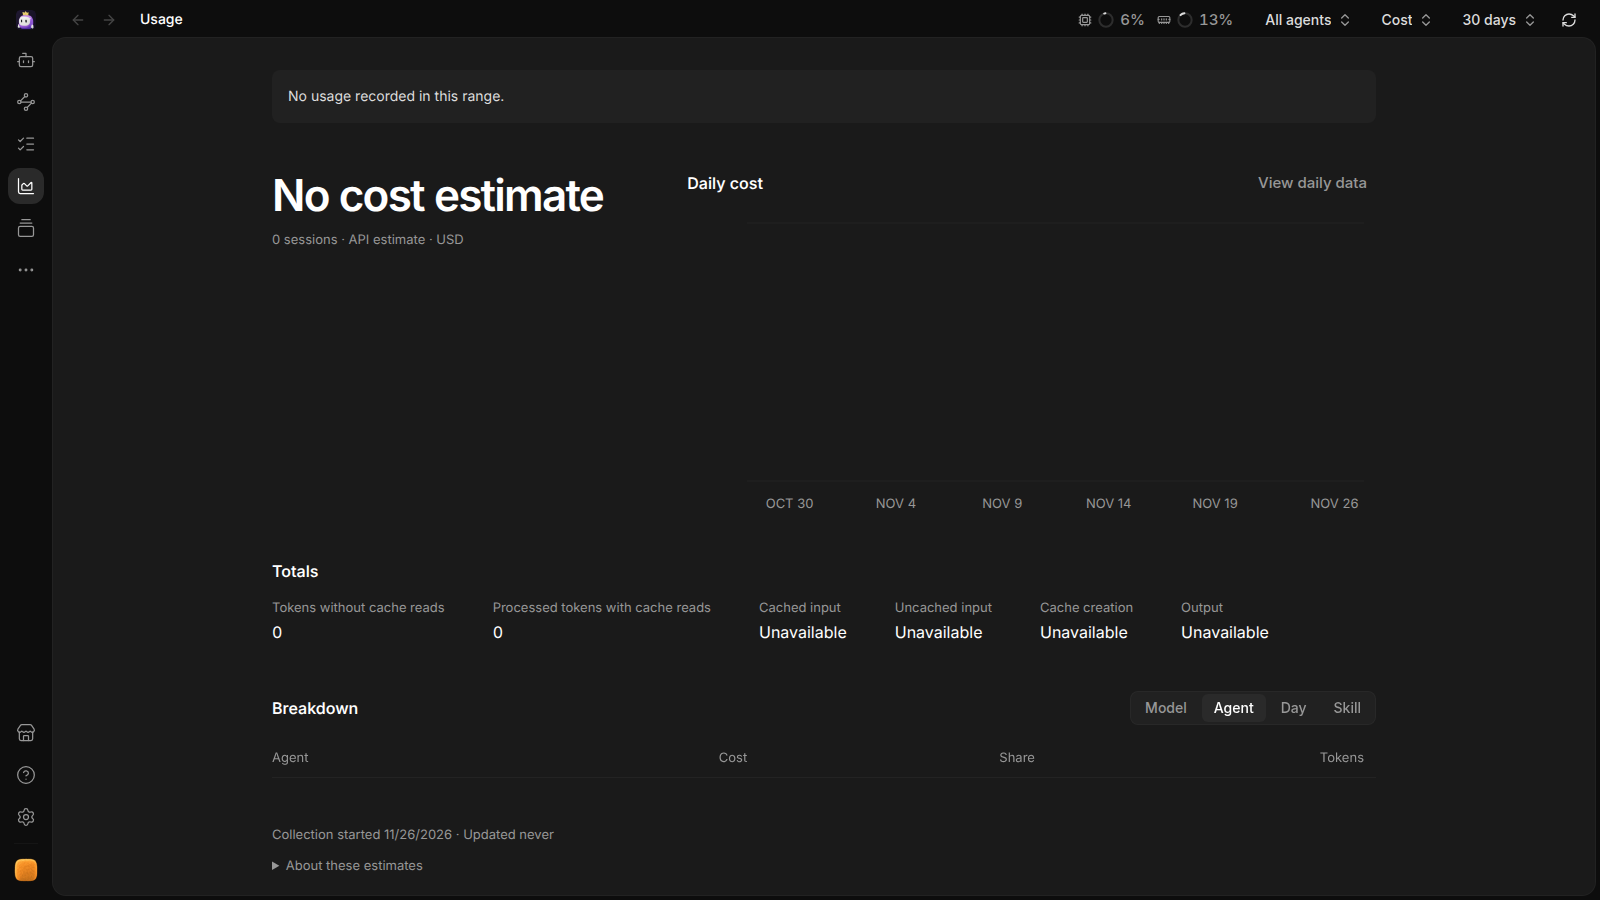 Usage
6%
13%
All agents
Cost
30 days
No usage recorded in this range.
No cost estimate
0 sessions · API estimate · USD
Daily cost
View daily data
OCT 30
NOV 4
NOV 9
NOV 14
NOV 19
NOV 26
Totals
Tokens without cache reads
0
Processed tokens with cache reads
0
Cached input
Unavailable
Uncached input
Unavailable
Cache creation
Unavailable
Output
Unavailable
Breakdown
Model
Agent
Day
Skill
Agent
Cost
Share
Tokens
Collection started 11/26/2026 · Updated never
About these estimates